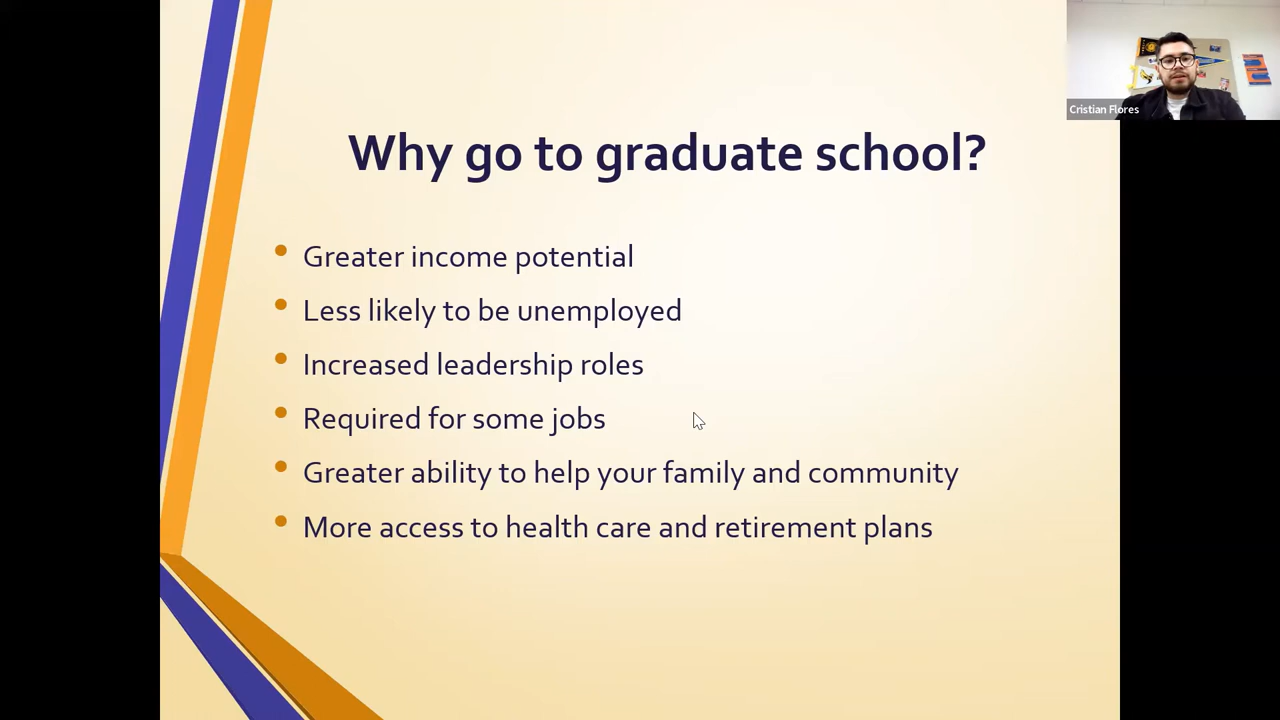 Cristian Flores
Why go to graduate school?
Greater income potential
Less likely to be unemployed
Increased leadership roles
Required for some jobs
Greater ability to help your family and community
More access to health care and retirement plans